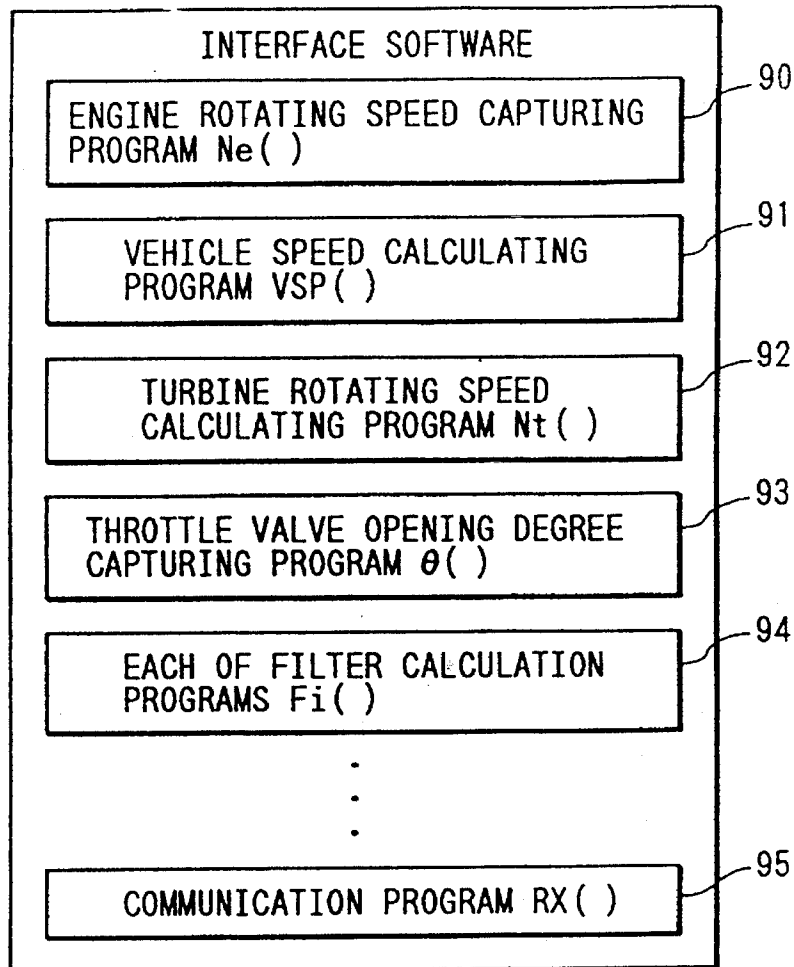 INTERFACE SOFTWARE
90
ENGINE ROTATING SPEED CAPTURING
PROGRAM Ne( )
91
VEHICLE SPEED CALCULATING
PROGRAM VSP( )
92
TURBINE ROTATING SPEED
CALCULATING PROGRAM Nt( )
93
THROTTLE VALVE OPENING DEGREE
CAPTURING PROGRAM θ( )
94
EACH OF FILTER CALCULATION
PROGRAMS Fi( )
95
COMMUNICATION PROGRAM RX( )